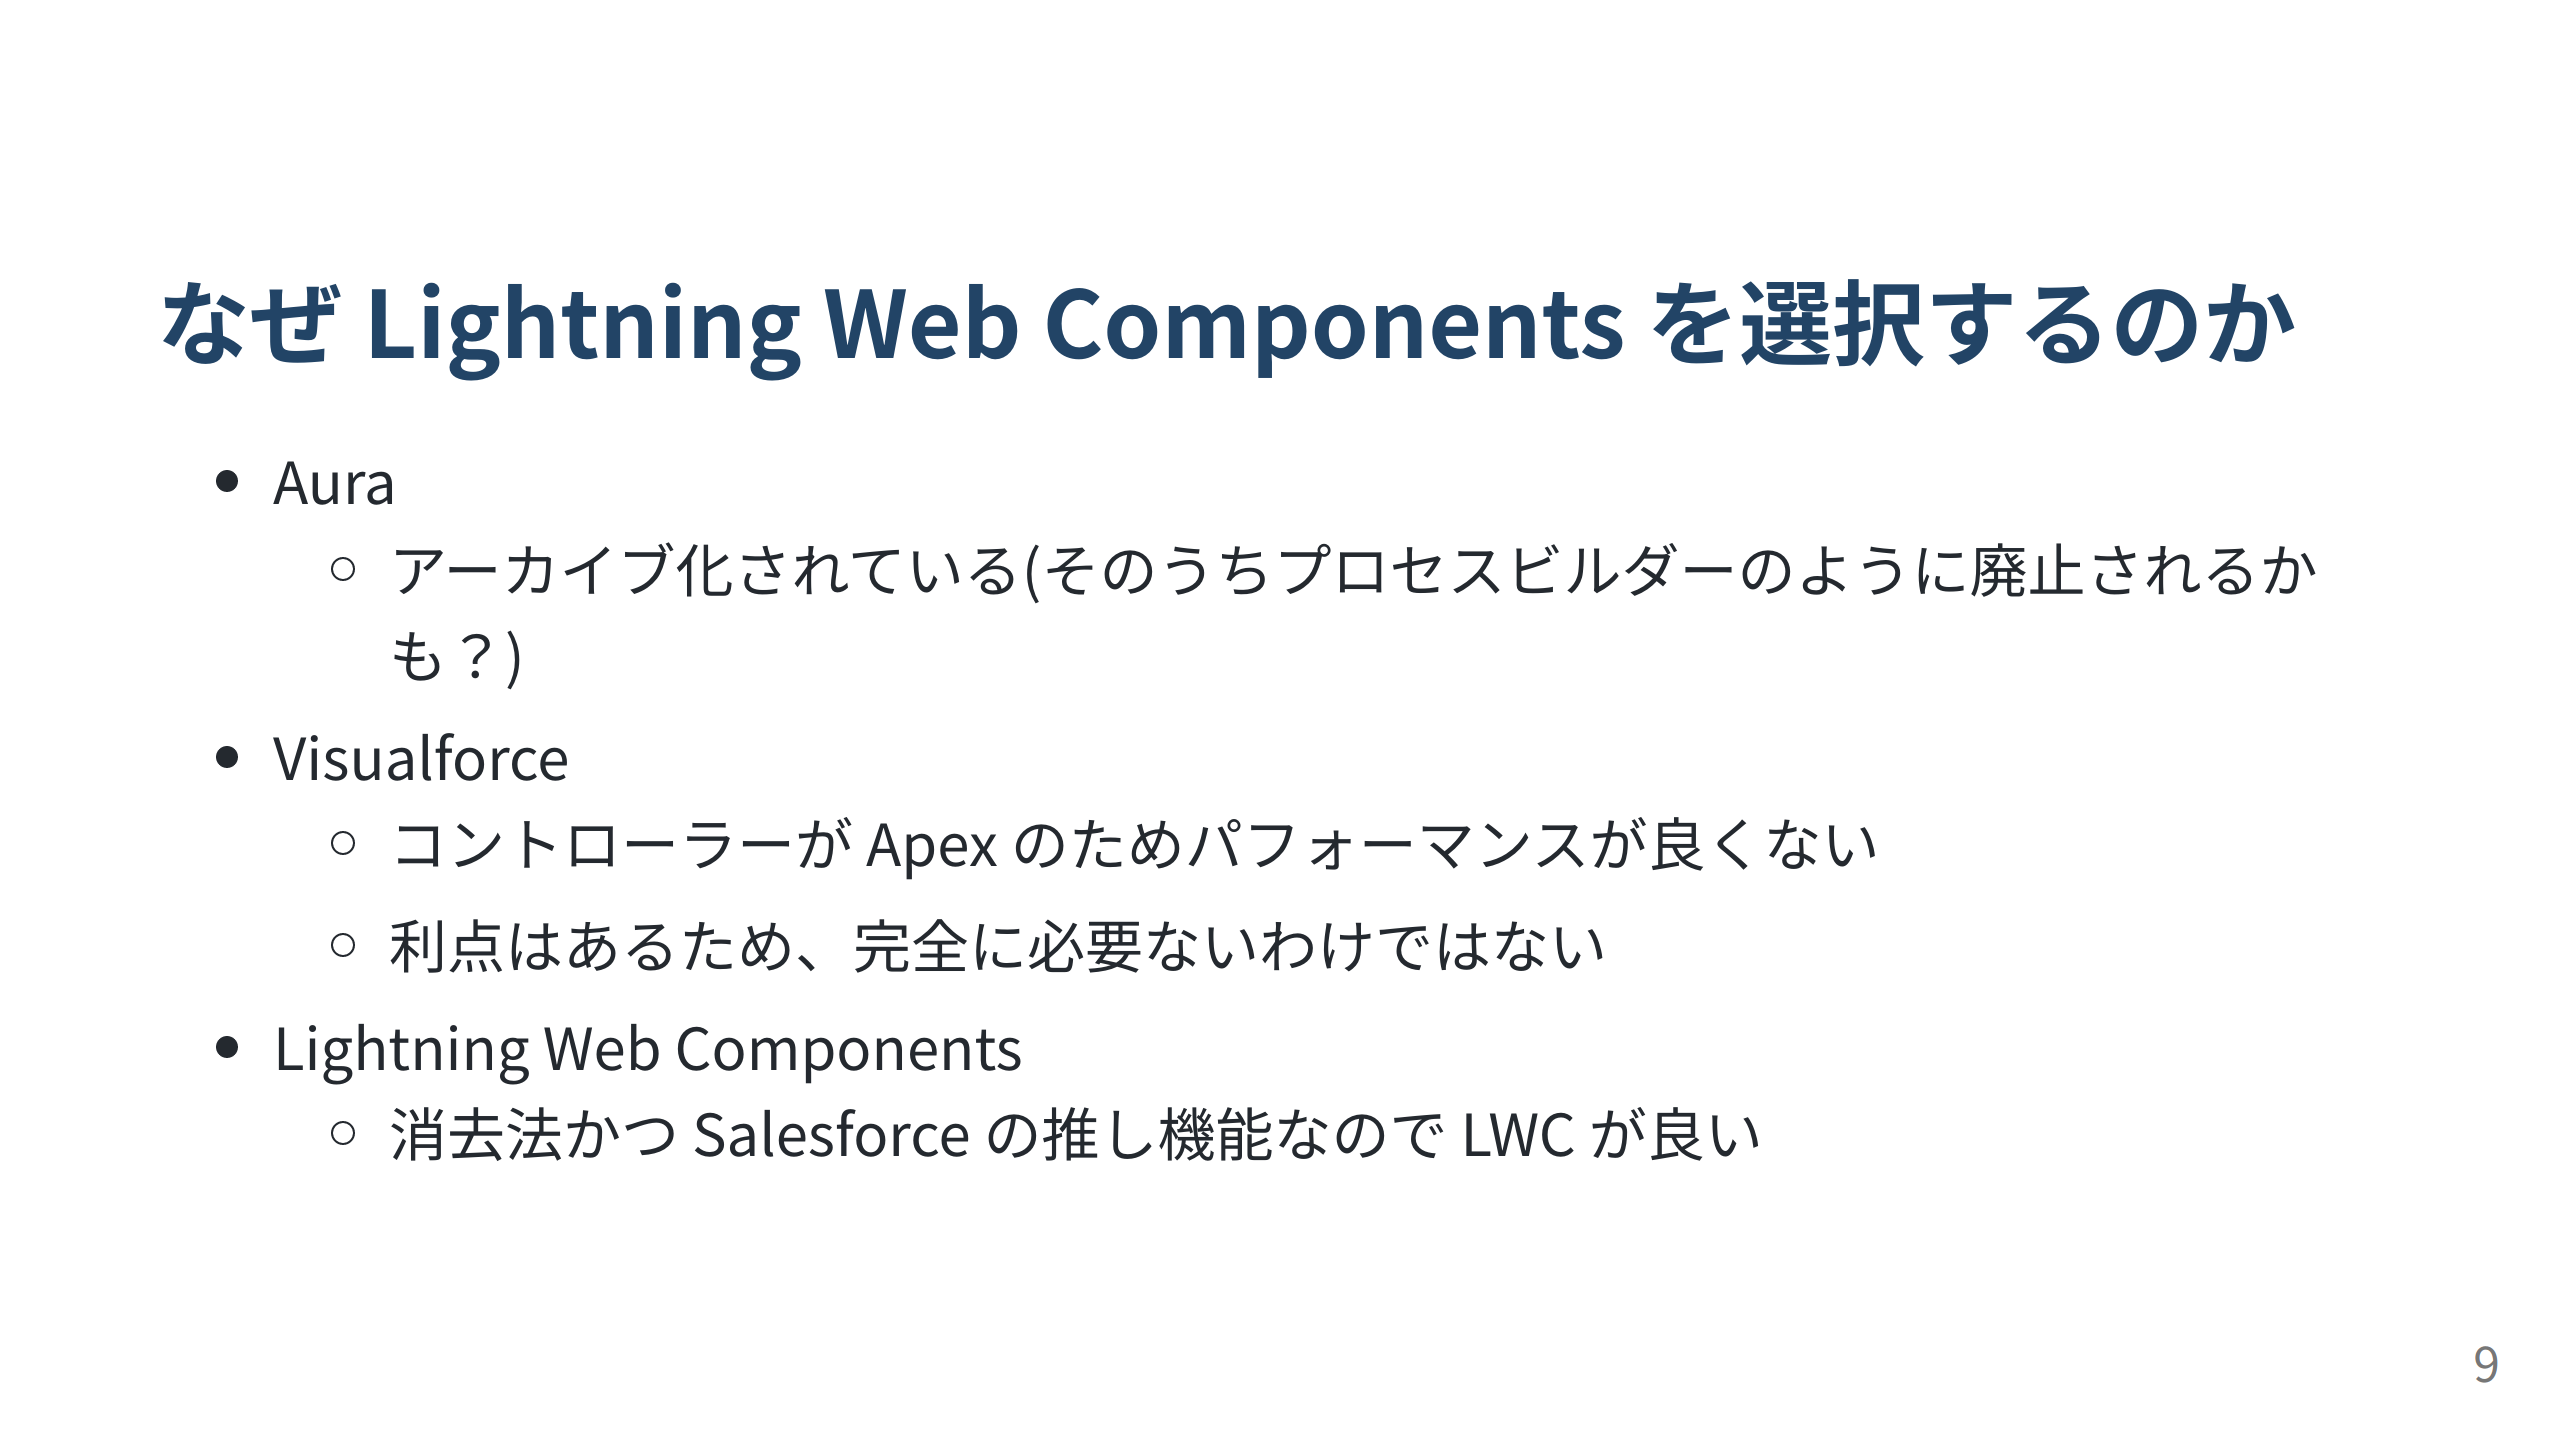 なぜ Lightning Web Components を選択するのか
Aura
アーカイブ化されている(そのうちプロセスビルダーのように廃止されるか
も？)
Visualforce
コントローラーが Apex のためパフォーマンスが良くない
利点はあるため、完全に必要ないわけではない
Lightning Web Components
消去法かつ Salesforce の推し機能なので LWC が良い
9